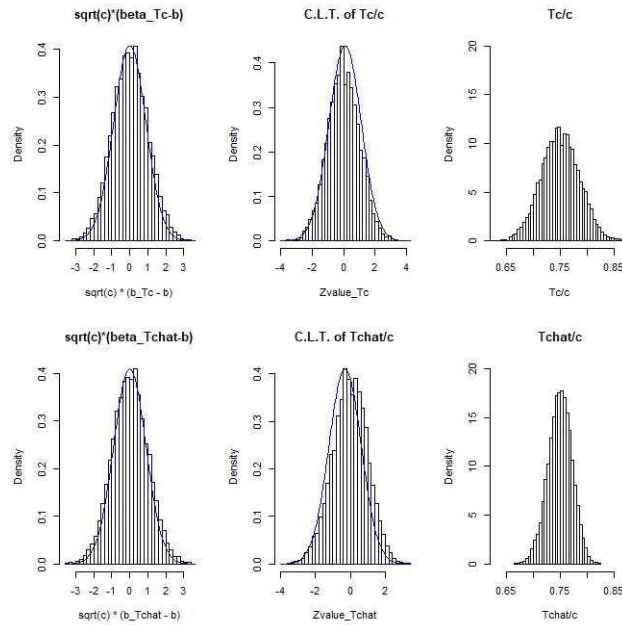 sqrt(c)*(beta_Tc-b)
C.L.T. of Tc/c
Tc/c
Density
0.0 0.1 0.2 0.3 0.4
-3 -2 -1 0 1 2 3
sqrt(c) * (b_Tc - b)
Density
0.0 0.1 0.2 0.3 0.4
-4 -2 0 2 4
Zvalue_Tc
Density
0 5 10 15 20
0.65 0.75 0.85
Tc/c
sqrt(c)*(beta_Tchat-b)
C.L.T. of Tchat/c
Tchat/c
Density
0.0 0.1 0.2 0.3 0.4
-3 -2 -1 0 1 2 3
sqrt(c) * (b_Tchat - b)
Density
0.0 0.1 0.2 0.3 0.4
-4 -2 0 2
Zvalue_Tchat
Density
0 5 10 15 20
0.65 0.75 0.85
Tchat/c